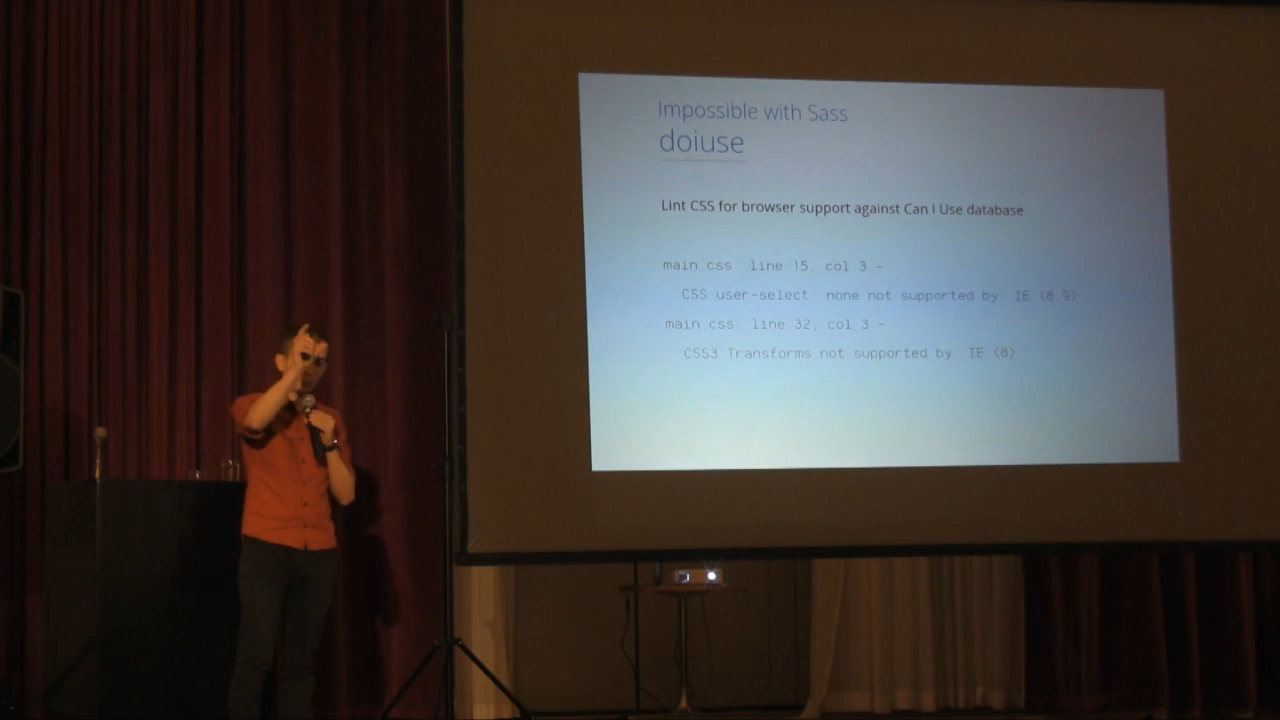 Impossible with Sass
doiuse
Lint CSS for browser support against Can I Use database
main.css: line 15, col 3 -
CSS user-select: none not supported by: IE (8,9)
main.css: line 32, col 3 -
CSS3 Transforms not supported by: IE (8)